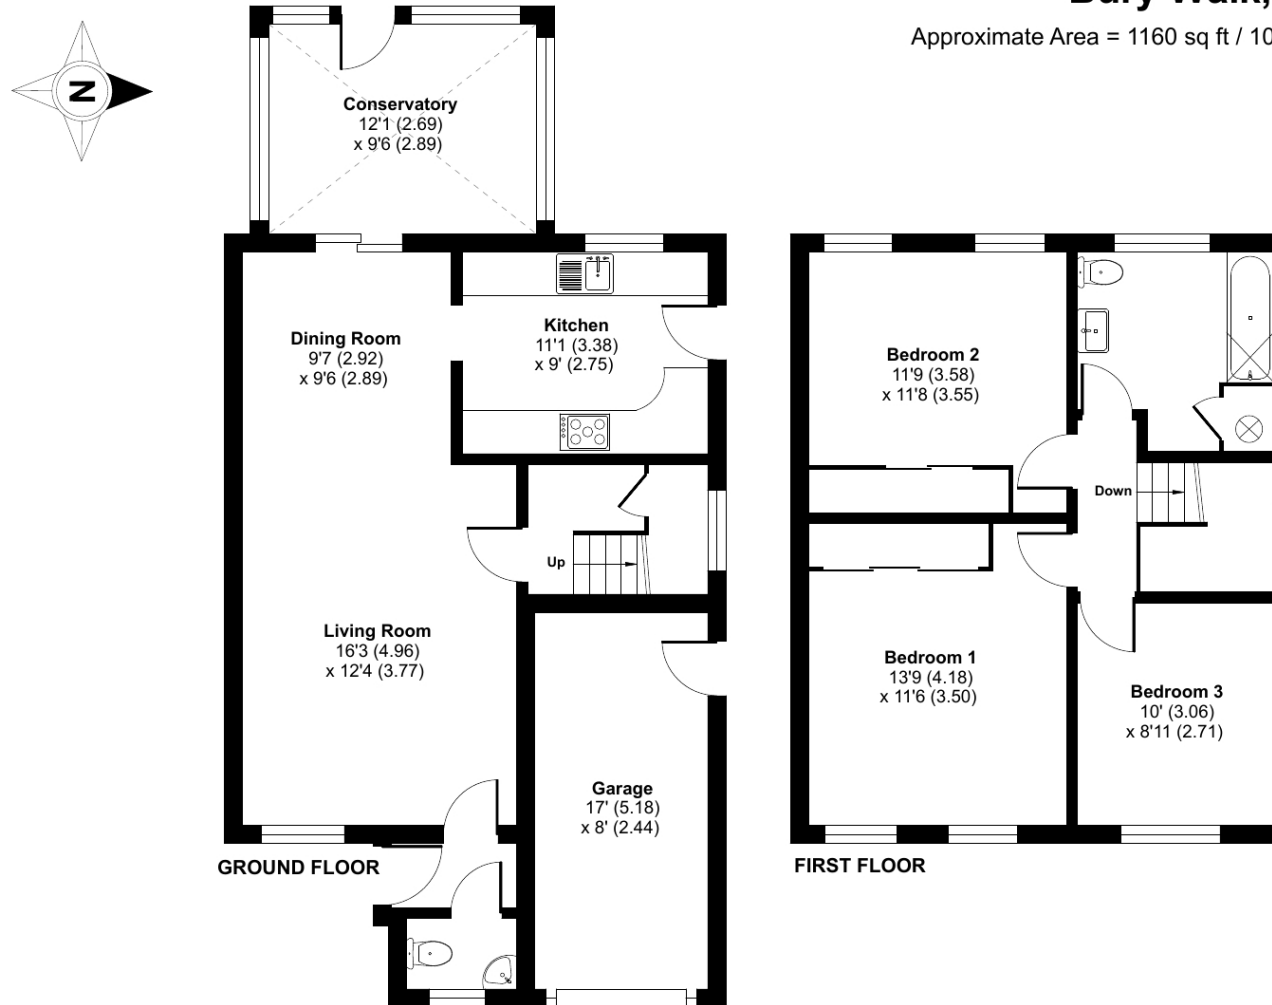 Bury Walk,
Approximate Area = 1160 sq ft / 10
N
Conservatory
12'1 (2.69)
x 9'6 (2.89)
Dining Room
9'7 (2.92)
x 9'6 (2.89)
Kitchen
11'1 (3.38)
x 9' (2.75)
Up
Living Room
16'3 (4.96)
x 12'4 (3.77)
Garage
17' (5.18)
x 8' (2.44)
GROUND FLOOR
Bedroom 2
11'9 (3.58)
x 11'8 (3.55)
Down
Bedroom 1
13'9 (4.18)
x 11'6 (3.50)
Bedroom 3
10' (3.06)
x 8'11 (2.71)
FIRST FLOOR